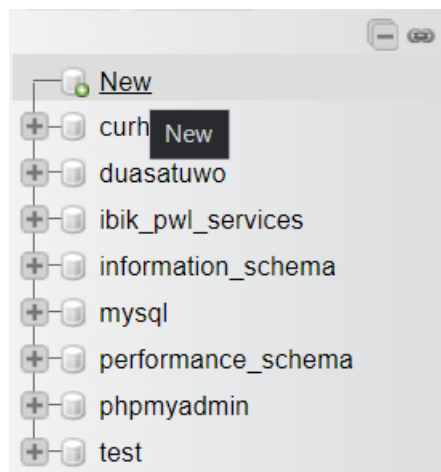 New
curh
New
duasatuwo
ibik_pwl_services
information_schema
mysql
performance_schema
phpmyadmin
test